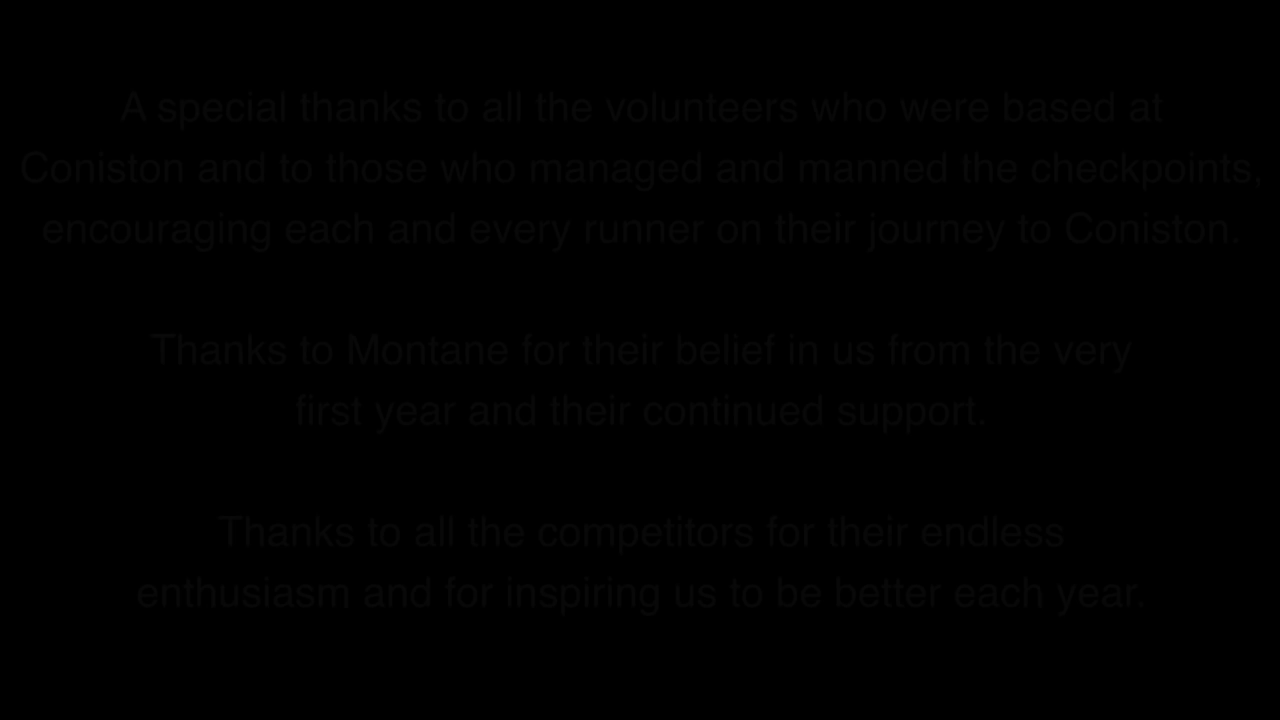 A special thanks to all the volunteers who were based at
Coniston and to those who managed and manned the checkpoints,
encouraging each and every runner on their journey to Coniston.
Thanks to Montane for their belief in us from the very
first year and their continued support.
Thanks to all the competitors for their endless
enthusiasm and for inspiring us to be better each year.